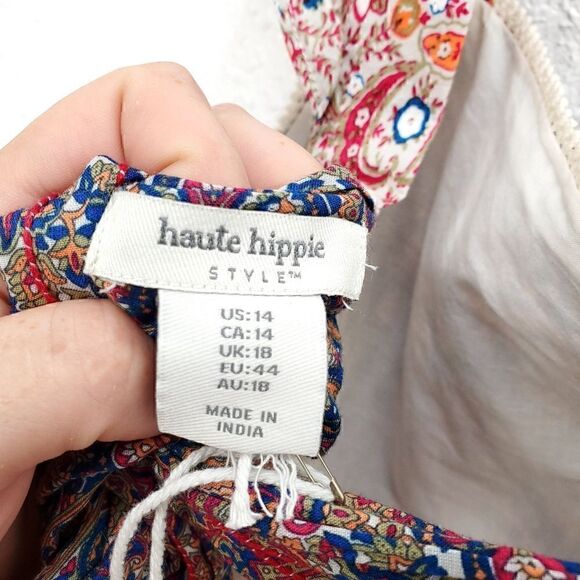 haute hippie
STYLE™
US:14
CA:14
UK:18
EU:44
AU:18
MADE IN
INDIA